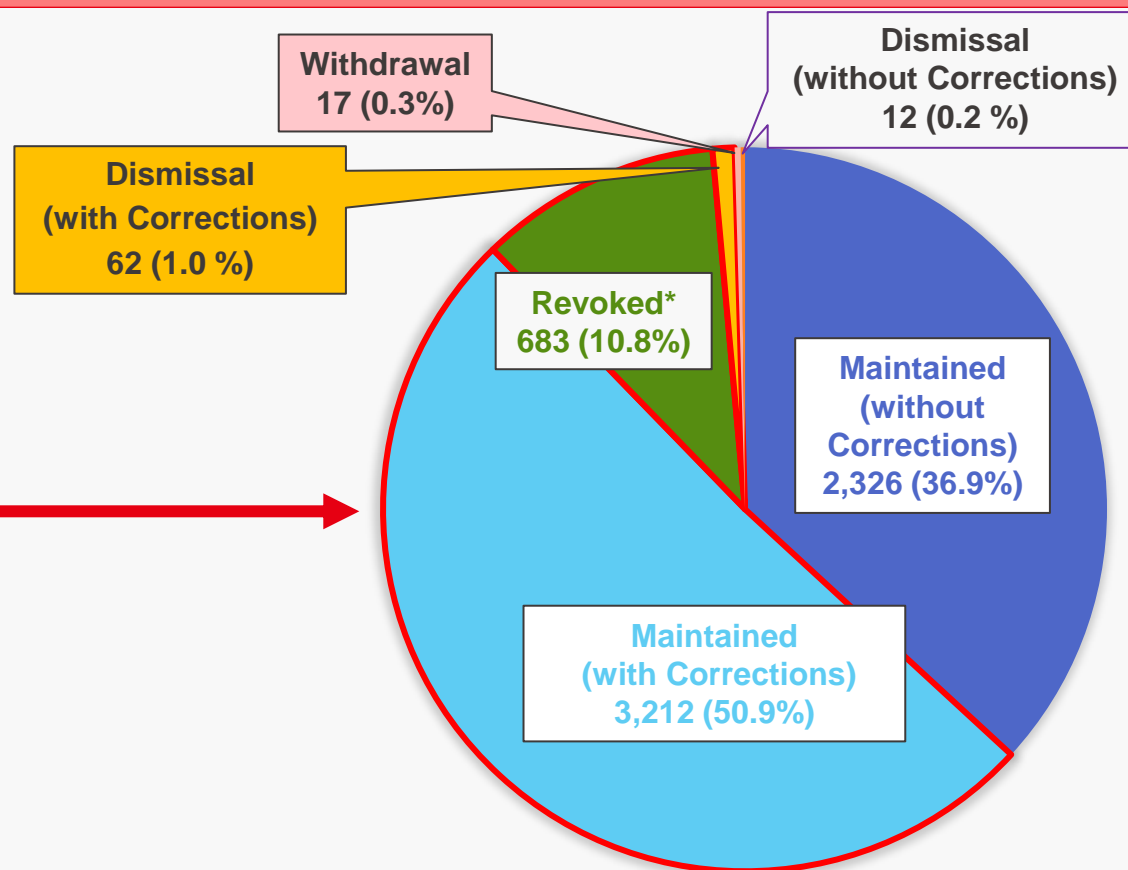 Withdrawal
17 (0.3%)
Dismissal
(without Corrections)
12 (0.2 %)
Dismissal
(with Corrections)
62 (1.0 %)
Revoked*
683 (10.8%)
Maintained
(without
Corrections)
2,326 (36.9%)
Maintained
(with Corrections)
3,212 (50.9%)